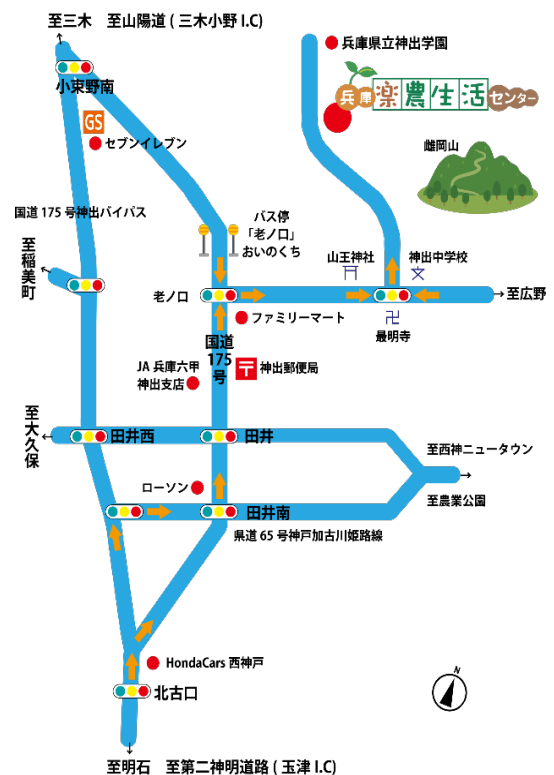 至三木　至山陽道 ( 三木小野 I.C)
兵庫県立神出学園
小束野南
兵庫楽農生活センター
GS
セブンイレブン
雌岡山
国道 175 号神出バイパス
バス停
「老ノ口」
おいのくち
至稲美町
山王神社
神出中学校
老ノ口
至広野
ファミリーマート
最明寺
国道
175
号
JA 兵庫六甲
神出支店
神出郵便局
至大久保
田井西
田井
至西神ニュータウン
ローソン
至農業公園
田井南
県道 65 号神戸加古川姫路線
HondaCars 西神戸
N
北古口
至明石　至第二神明道路 ( 玉津 I.C)